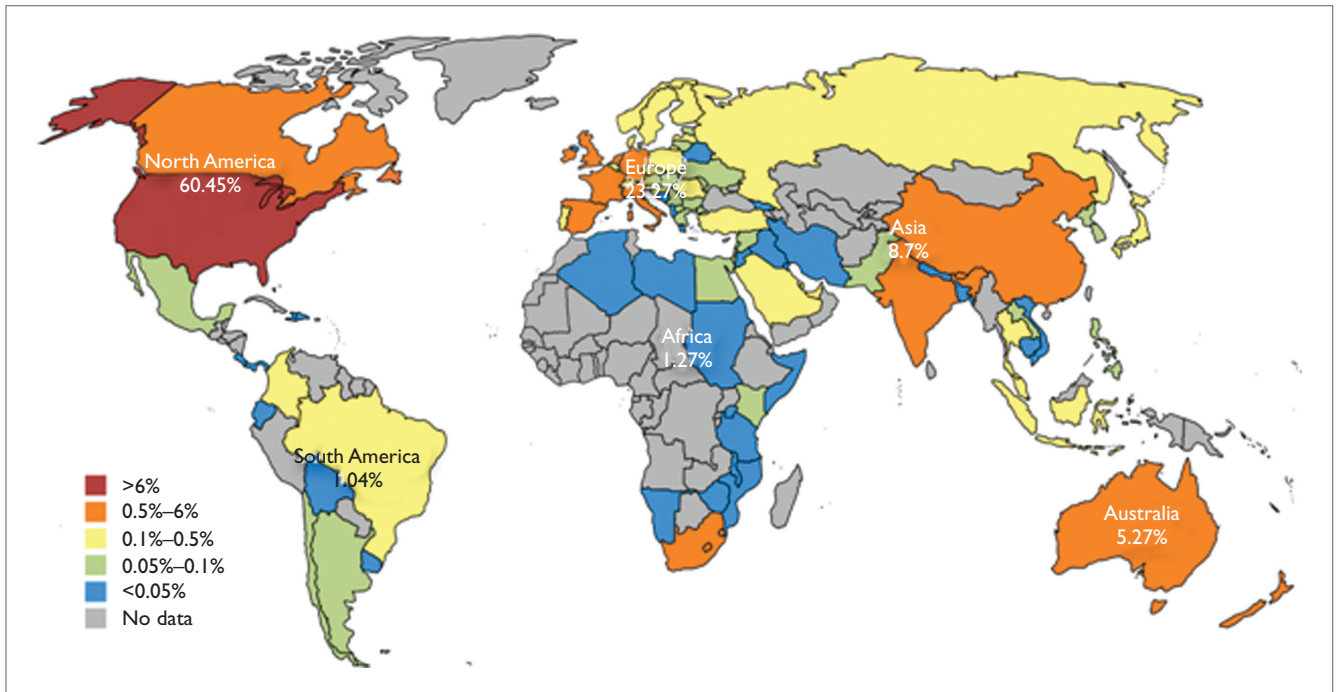 North America
60.45%
Europe
23.27%
Asia
8.7%
Africa
1.27%
South America
1.04%
Australia
5.27%
>6%
0.5%–6%
0.1%–0.5%
0.05%–0.1%
<0.05%
No data